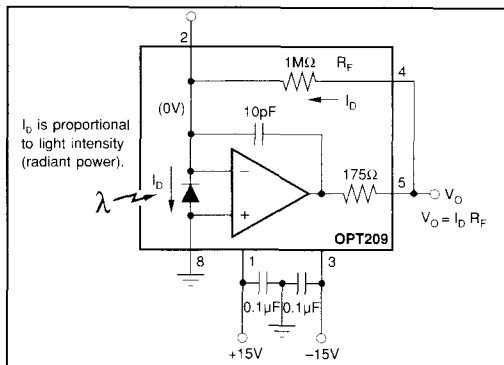 2
1MΩ
R_F
4
I_D
(0V)
10pF
I_D is proportional
to light intensity
(radiant power).
I_D
λ
−
+
175Ω
5
V_O
V_O = I_D R_F
OPT209
8
1
3
0.1µF
0.1µF
+15V
−15V